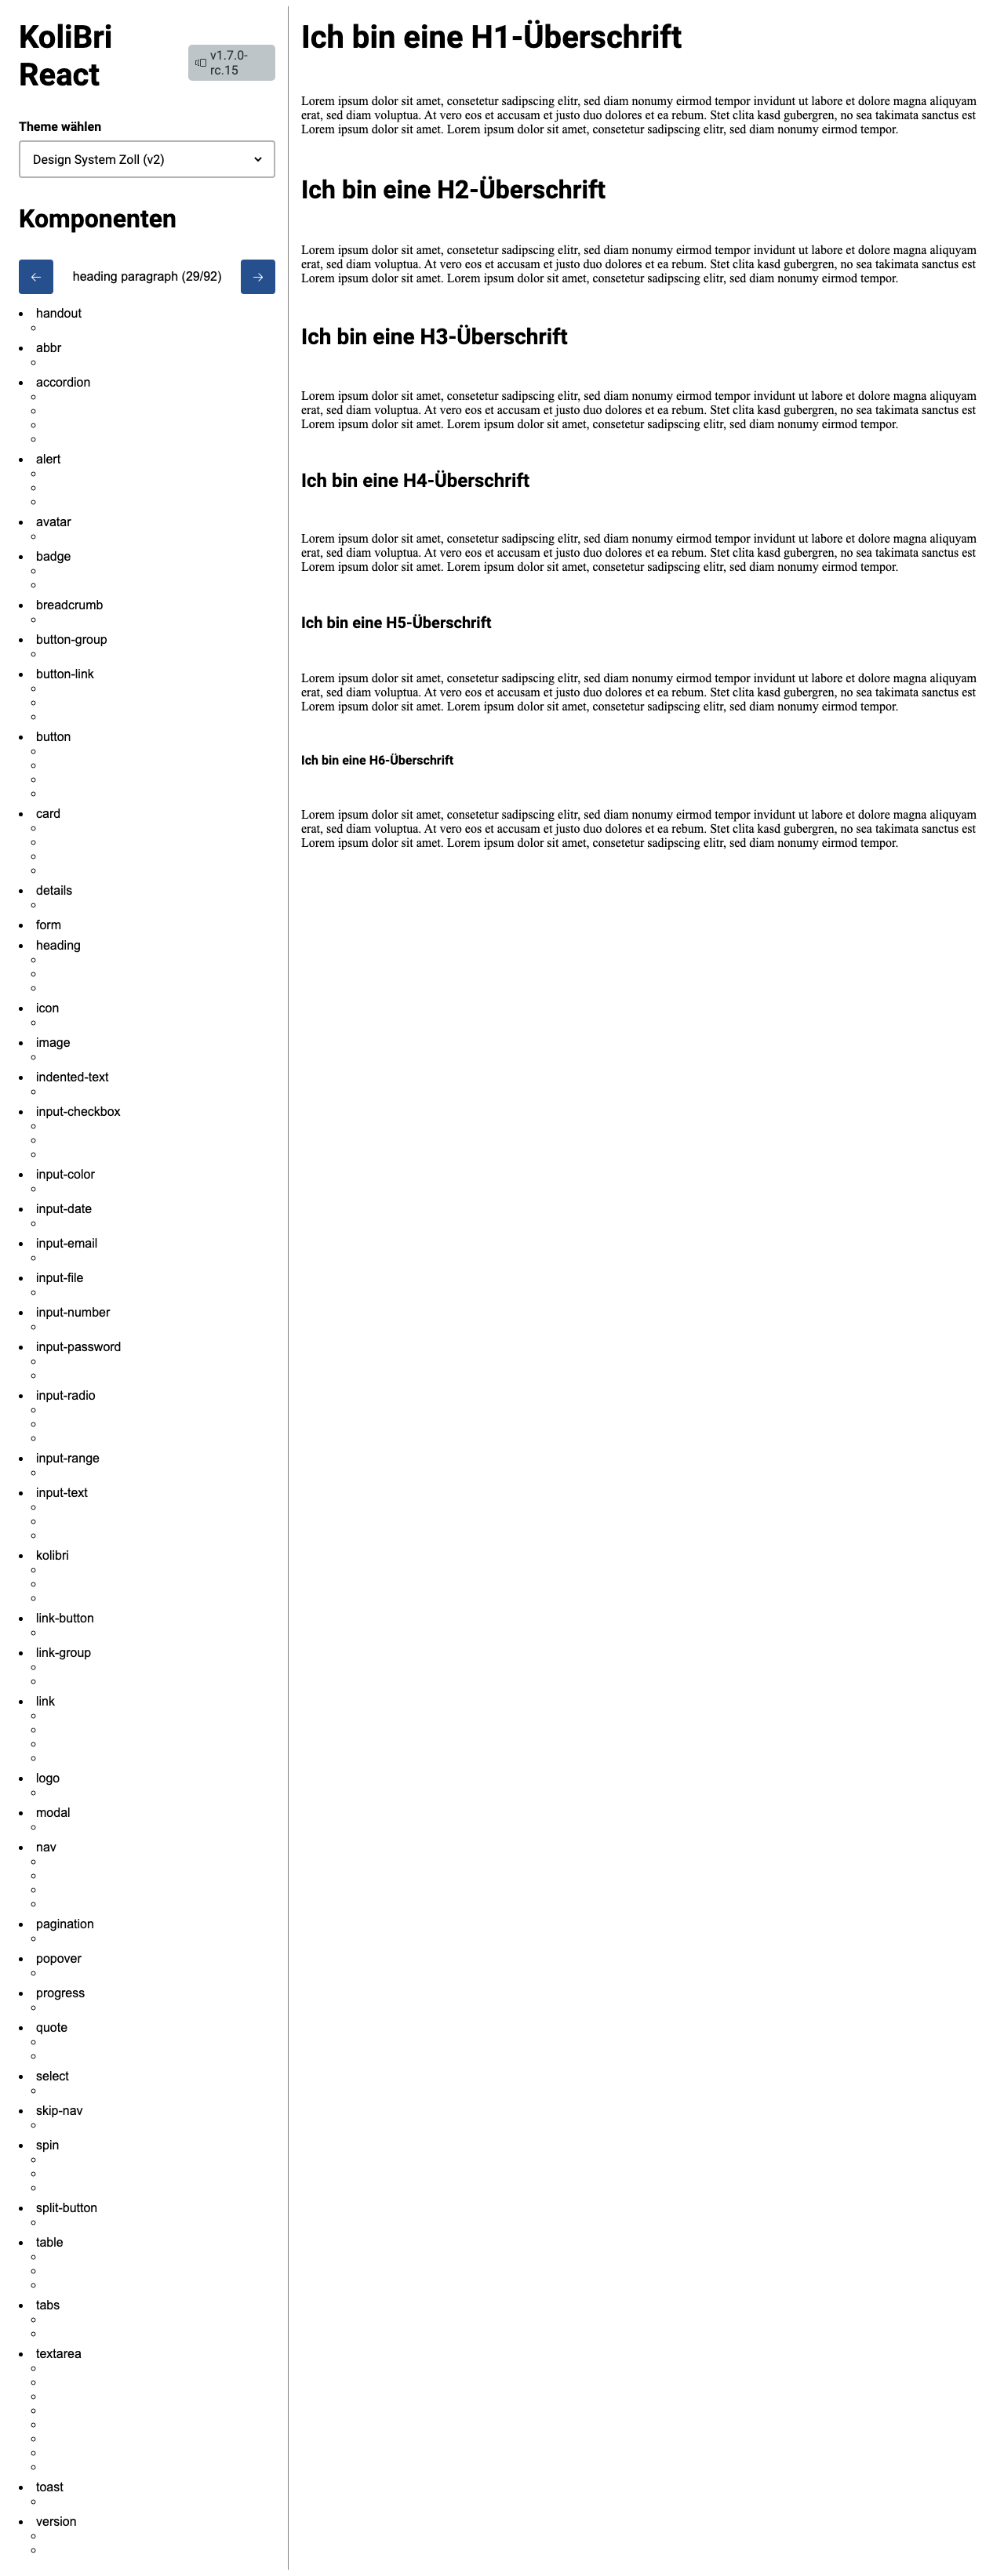 KoliBri
React
v1.7.0-
rc.15
Theme wählen
Design System Zoll (v2)
Komponenten
heading paragraph (29/92)
handout
abbr
accordion
alert
avatar
badge
breadcrumb
button-group
button-link
button
card
details
form
heading
icon
image
indented-text
input-checkbox
input-color
input-date
input-email
input-file
input-number
input-password
input-radio
input-range
input-text
kolibri
link-button
link-group
link
logo
modal
nav
pagination
popover
progress
quote
select
skip-nav
spin
split-button
table
tabs
textarea
toast
version
Ich bin eine H1-Überschrift
Lorem ipsum dolor sit amet, consetetur sadipscing elitr, sed diam nonumy eirmod tempor invidunt ut labore et dolore magna aliquyam
erat, sed diam voluptua. At vero eos et accusam et justo duo dolores et ea rebum. Stet clita kasd gubergren, no sea takimata sanctus est
Lorem ipsum dolor sit amet. Lorem ipsum dolor sit amet, consetetur sadipscing elitr, sed diam nonumy eirmod tempor.
Ich bin eine H2-Überschrift
Lorem ipsum dolor sit amet, consetetur sadipscing elitr, sed diam nonumy eirmod tempor invidunt ut labore et dolore magna aliquyam
erat, sed diam voluptua. At vero eos et accusam et justo duo dolores et ea rebum. Stet clita kasd gubergren, no sea takimata sanctus est
Lorem ipsum dolor sit amet. Lorem ipsum dolor sit amet, consetetur sadipscing elitr, sed diam nonumy eirmod tempor.
Ich bin eine H3-Überschrift
Lorem ipsum dolor sit amet, consetetur sadipscing elitr, sed diam nonumy eirmod tempor invidunt ut labore et dolore magna aliquyam
erat, sed diam voluptua. At vero eos et accusam et justo duo dolores et ea rebum. Stet clita kasd gubergren, no sea takimata sanctus est
Lorem ipsum dolor sit amet. Lorem ipsum dolor sit amet, consetetur sadipscing elitr, sed diam nonumy eirmod tempor.
Ich bin eine H4-Überschrift
Lorem ipsum dolor sit amet, consetetur sadipscing elitr, sed diam nonumy eirmod tempor invidunt ut labore et dolore magna aliquyam
erat, sed diam voluptua. At vero eos et accusam et justo duo dolores et ea rebum. Stet clita kasd gubergren, no sea takimata sanctus est
Lorem ipsum dolor sit amet. Lorem ipsum dolor sit amet, consetetur sadipscing elitr, sed diam nonumy eirmod tempor.
Ich bin eine H5-Überschrift
Lorem ipsum dolor sit amet, consetetur sadipscing elitr, sed diam nonumy eirmod tempor invidunt ut labore et dolore magna aliquyam
erat, sed diam voluptua. At vero eos et accusam et justo duo dolores et ea rebum. Stet clita kasd gubergren, no sea takimata sanctus est
Lorem ipsum dolor sit amet. Lorem ipsum dolor sit amet, consetetur sadipscing elitr, sed diam nonumy eirmod tempor.
Ich bin eine H6-Überschrift
Lorem ipsum dolor sit amet, consetetur sadipscing elitr, sed diam nonumy eirmod tempor invidunt ut labore et dolore magna aliquyam
erat, sed diam voluptua. At vero eos et accusam et justo duo dolores et ea rebum. Stet clita kasd gubergren, no sea takimata sanctus est
Lorem ipsum dolor sit amet. Lorem ipsum dolor sit amet, consetetur sadipscing elitr, sed diam nonumy eirmod tempor.